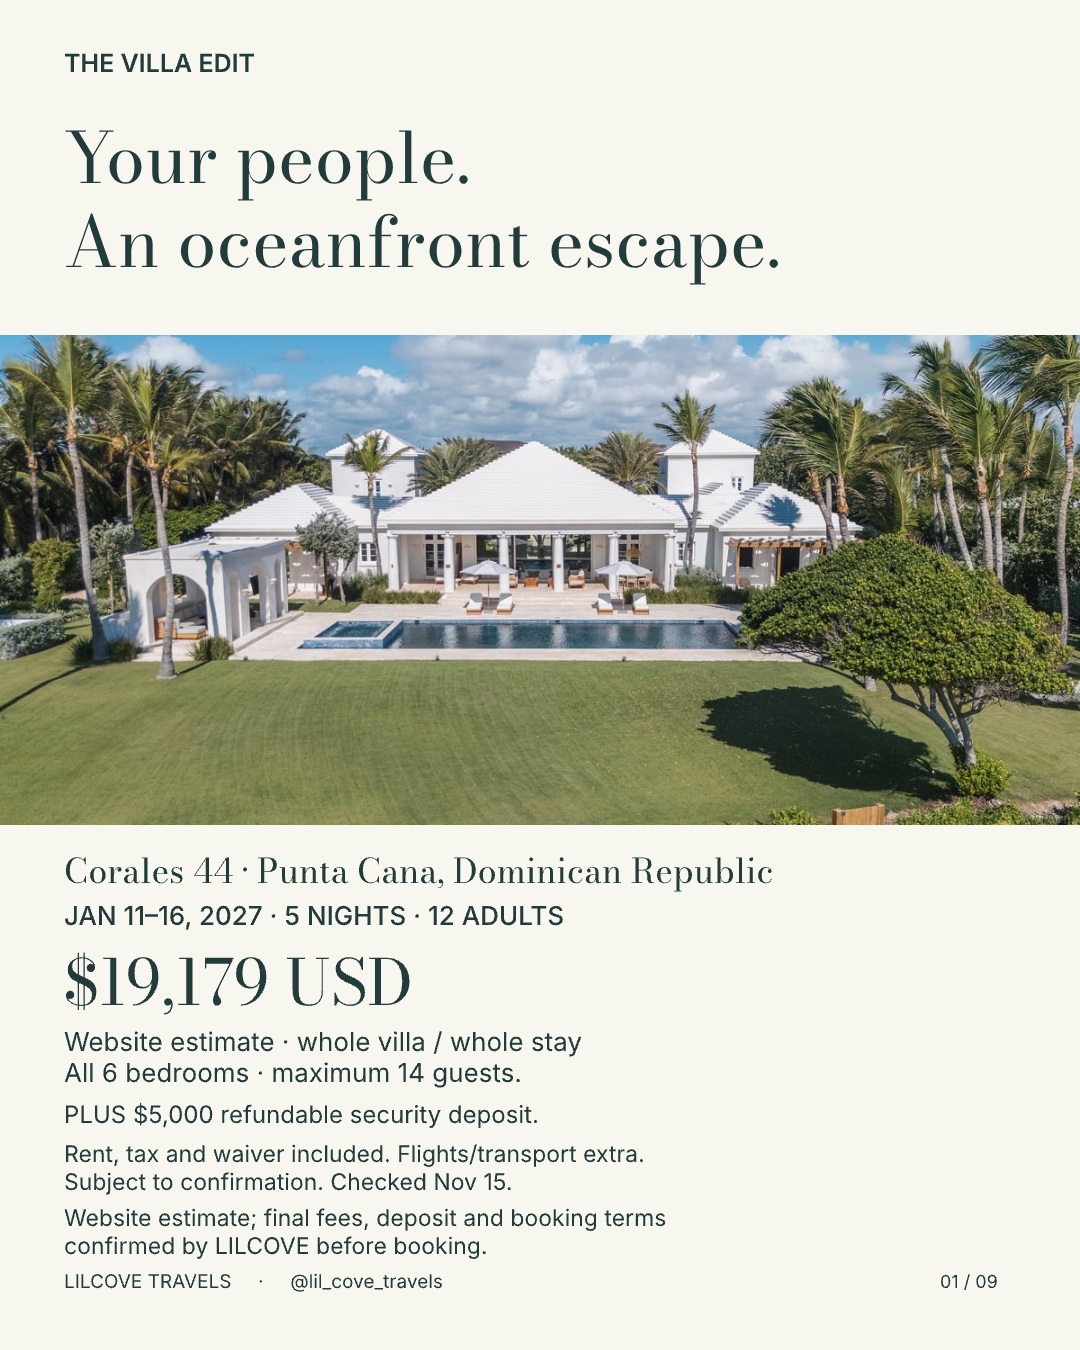 THE VILLA EDIT
Your people.
An oceanfront escape.
Corales 44 · Punta Cana, Dominican Republic
JAN 11–16, 2027 · 5 NIGHTS · 12 ADULTS
$19,179 USD
Website estimate · whole villa / whole stay
All 6 bedrooms · maximum 14 guests.
PLUS $5,000 refundable security deposit.
Rent, tax and waiver included. Flights/transport extra.
Subject to confirmation. Checked Nov 15.
Website estimate; final fees, deposit and booking terms
confirmed by LILCOVE before booking.
LILCOVE TRAVELS · @lil_cove_travels 01 / 09